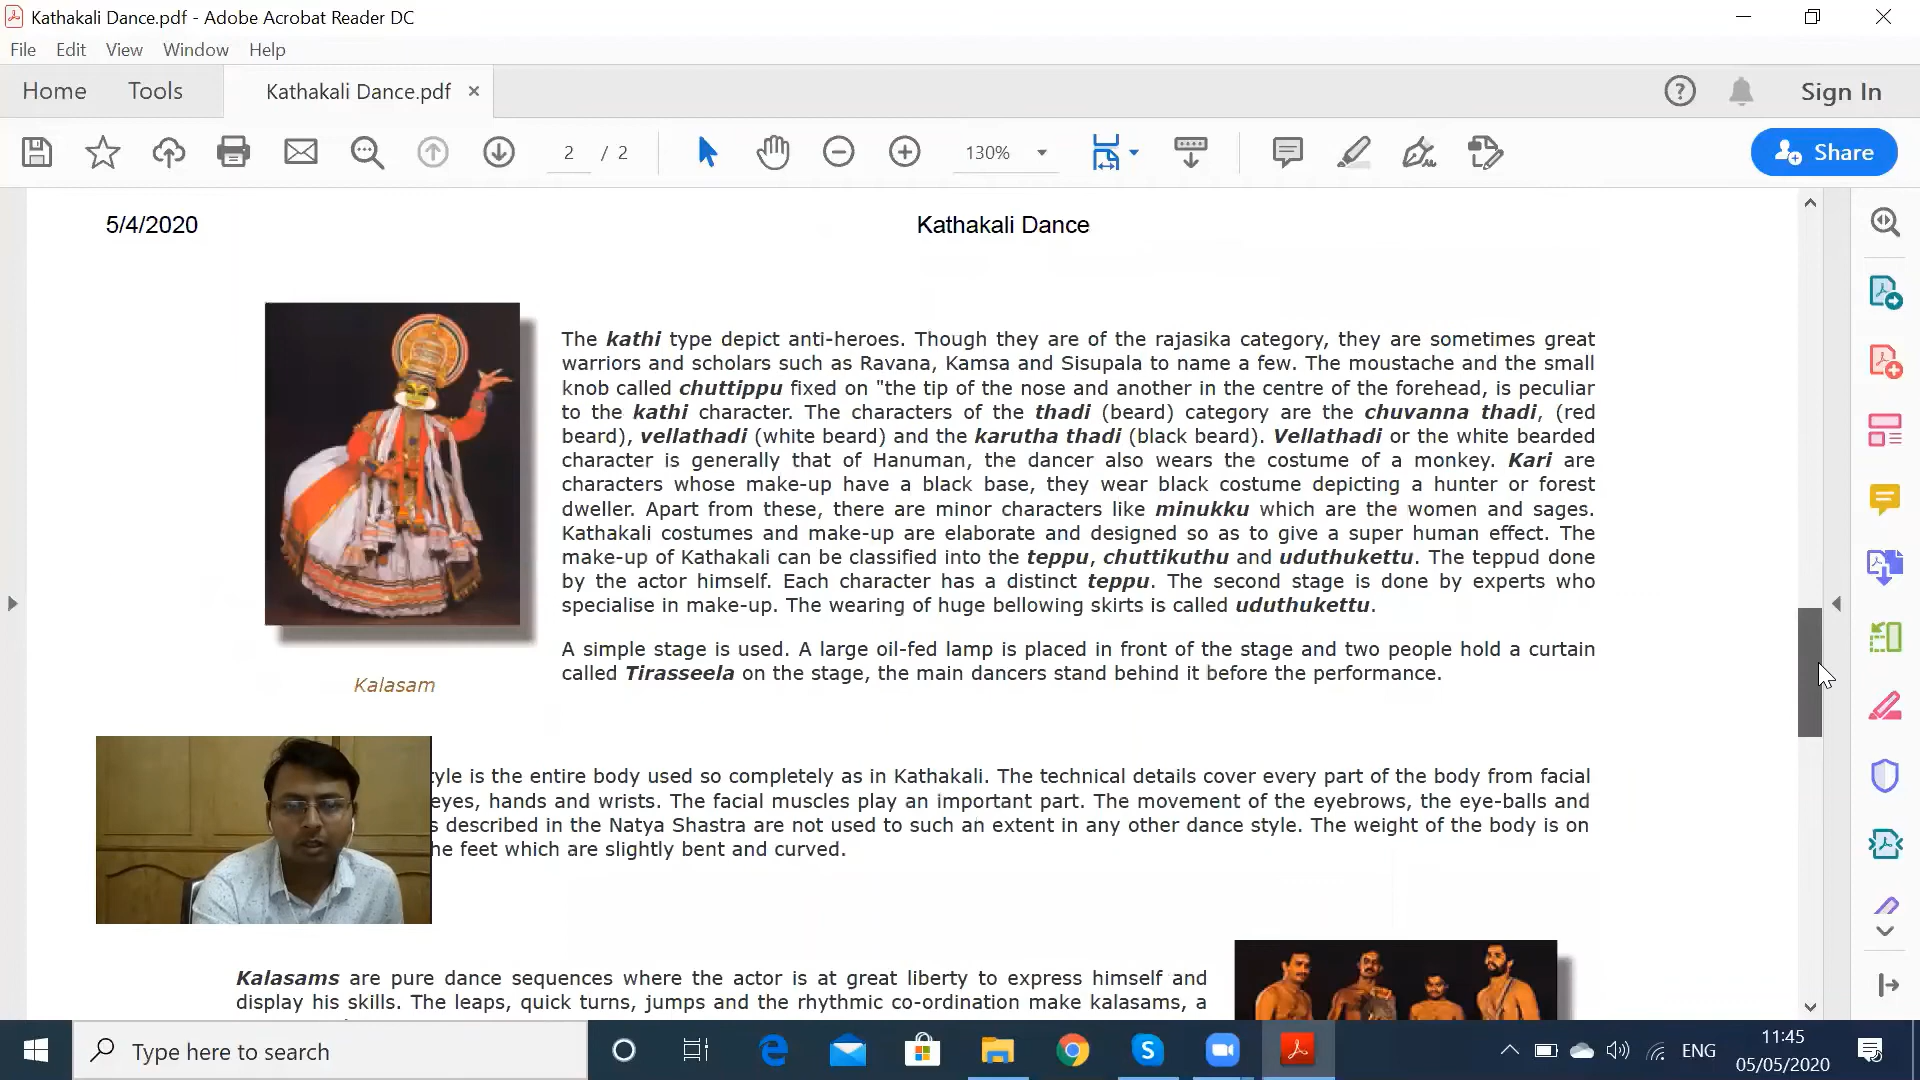 Kathakali Dance.pdf - Adobe Acrobat Reader DC
File Edit View Window Help
Home Tools Kathakali Dance.pdf × Sign In
2 / 2 130% Share
5/4/2020 Kathakali Dance
The kathi type depict anti-heroes. Though they are of the rajasika category, they are sometimes great
warriors and scholars such as Ravana, Kamsa and Sisupala to name a few. The moustache and the small
knob called chuttippu fixed on "the tip of the nose and another in the centre of the forehead, is peculiar
to the kathi character. The characters of the thadi (beard) category are the chuvanna thadi, (red
beard), vellathadi (white beard) and the karutha thadi (black beard). Vellathadi or the white bearded
character is generally that of Hanuman, the dancer also wears the costume of a monkey. Kari are
characters whose make-up have a black base, they wear black costume depicting a hunter or forest
dweller. Apart from these, there are minor characters like minukku which are the women and sages.
Kathakali costumes and make-up are elaborate and designed so as to give a super human effect. The
make-up of Kathakali can be classified into the teppu, chuttikuthu and uduthukettu. The teppud done
by the actor himself. Each character has a distinct teppu. The second stage is done by experts who
specialise in make-up. The wearing of huge bellowing skirts is called uduthukettu.
A simple stage is used. A large oil-fed lamp is placed in front of the stage and two people hold a curtain
called Tirasseela on the stage, the main dancers stand behind it before the performance.
Kalasam
yle is the entire body used so completely as in Kathakali. The technical details cover every part of the body from facial
eyes, hands and wrists. The facial muscles play an important part. The movement of the eyebrows, the eye-balls and
s described in the Natya Shastra are not used to such an extent in any other dance style. The weight of the body is on
he feet which are slightly bent and curved.
Kalasams are pure dance sequences where the actor is at great liberty to express himself and
display his skills. The leaps, quick turns, jumps and the rhythmic co-ordination make kalasams, a
Type here to search
ENG
11:45
05/05/2020